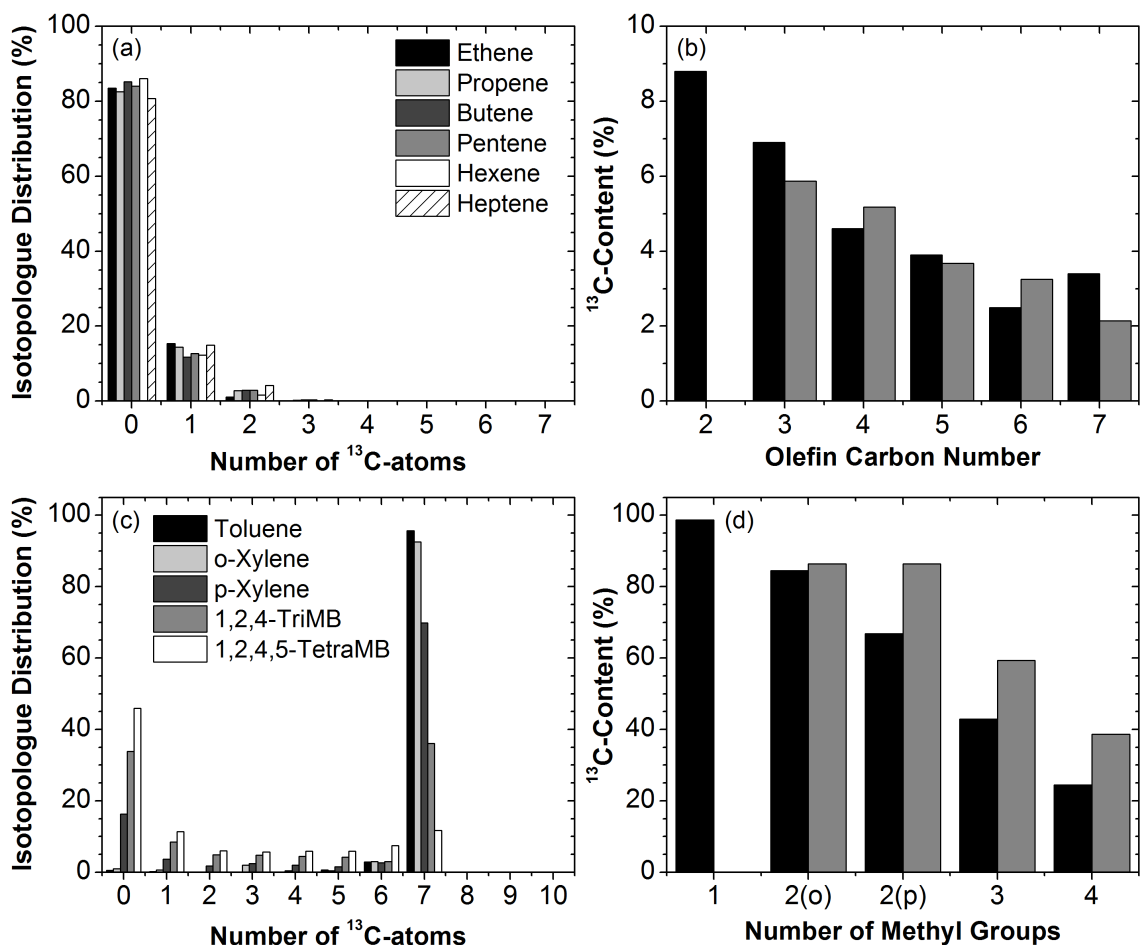 (a)
Ethene
Propene
Butene
Pentene
Hexene
Heptene
100
80
60
40
20
0
0 1 2 3 4 5 6 7
Number of ¹³C-atoms
Isotopologue Distribution (%)
(b)
10
8
6
4
2
0
2 3 4 5 6 7
Olefin Carbon Number
¹³C-Content (%)
(c)
Toluene
o-Xylene
p-Xylene
1,2,4-TriMB
1,2,4,5-TetraMB
100
80
60
40
20
0
0 1 2 3 4 5 6 7 8 9 10
Number of ¹³C-atoms
Isotopologue Distribution (%)
(d)
100
80
60
40
20
0
1 2(o) 2(p) 3 4
Number of Methyl Groups
¹³C-Content (%)